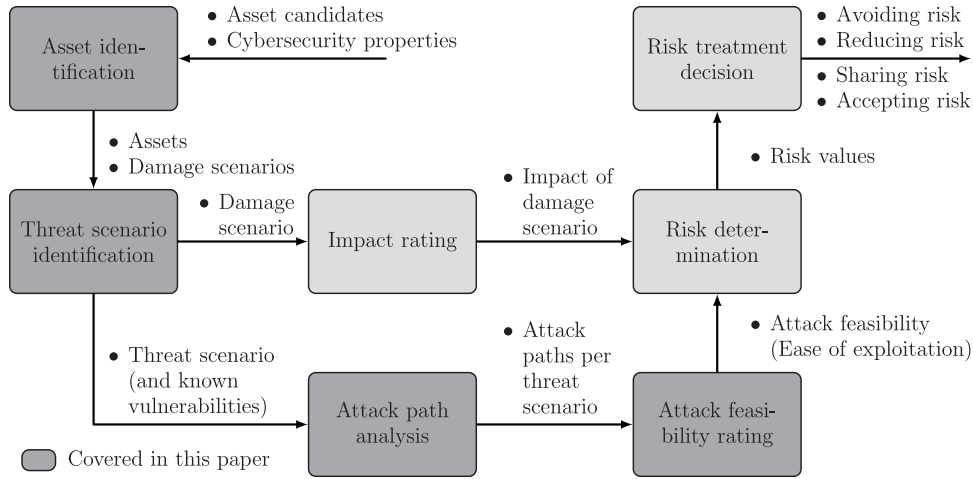 Asset iden-
tification
• Asset candidates
• Cybersecurity properties
Risk treatment
decision
• Avoiding risk
• Reducing risk
• Sharing risk
• Accepting risk
• Assets
• Damage scenarios
• Risk values
Threat scenario
identification
• Damage
scenario
Impact rating
• Impact of
damage
scenario
Risk deter-
mination
• Threat scenario
(and known
vulnerabilities)
Attack path
analysis
• Attack
paths per
threat
scenario
• Attack feasibility
(Ease of exploitation)
Attack feasi-
bility rating
Covered in this paper